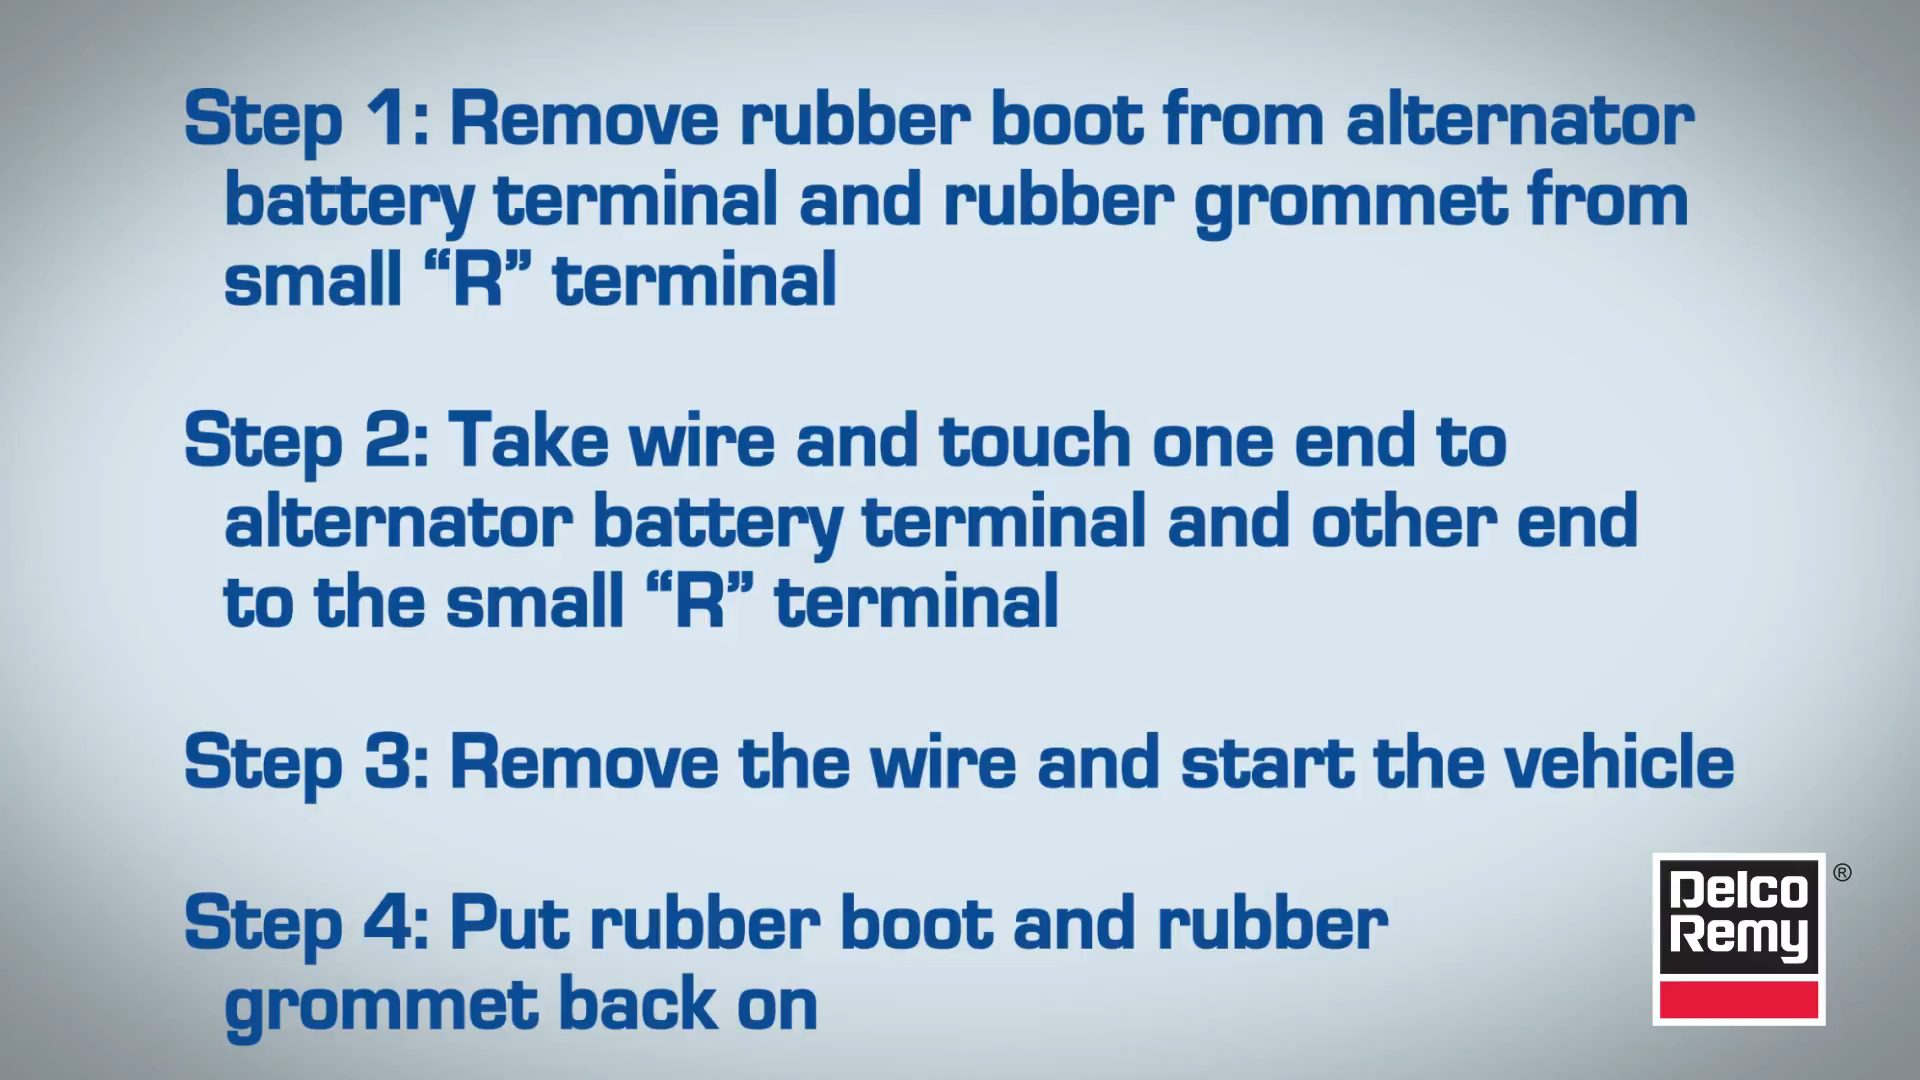 Step 1: Remove rubber boot from alternator
battery terminal and rubber grommet from
small “R” terminal
Step 2: Take wire and touch one end to
alternator battery terminal and other end
to the small “R” terminal
Step 3: Remove the wire and start the vehicle
Step 4: Put rubber boot and rubber
grommet back on
Delco
Remy
®